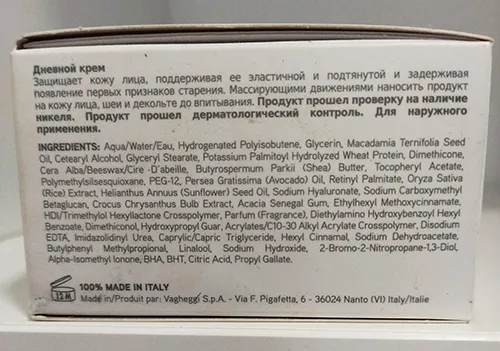 Дневной крем
Защищает кожу лица, поддерживая ее эластичной и подтянутой и задерживая
появление первых признаков старения. Массирующими движениями наносить продукт
на кожу лица, шеи и декольте до впитывания. Продукт прошел проверку на наличие
никеля. Продукт прошел дерматологический контроль. Для наружного
применения.
INGREDIENTS: Aqua/Water/Eau, Hydrogenated Polyisobutene, Glycerin, Macadamia Ternifolia Seed
Oil, Cetearyl Alcohol, Glyceryl Stearate, Potassium Palmitoyl Hydrolyzed Wheat Protein, Dimethicone,
Cera Alba/Beeswax/Cire -D'abeille, Butyrospermum Parkii (Shea) Butter, Tocopheryl Acetate,
Polymethylsilsesquioxane, PEG-12, Persea Gratissima (Avocado) Oil, Retinyl Palmitate, Oryza Sativa
(Rice) Extract, Helianthus Annuus (Sunflower) Seed Oil, Sodium Hyaluronate, Sodium Carboxymethyl
Betaglucan, Crocus Chrysanthus Bulb Extract, Acacia Senegal Gum, Ethylhexyl Methoxycinnamate,
HDI/Trimethylol Hexyllactone Crosspolymer, Parfum (Fragrance), Diethylamino Hydroxybenzoyl Hexyl
Benzoate, Dimethiconol, Hydroxypropyl Guar, Acrylates/C10-30 Alkyl Acrylate Crosspolymer, Disodium
EDTA, Imidazolidinyl Urea, Caprylic/Capric Triglyceride, Hexyl Cinnamal, Sodium Dehydroacetate,
Butylphenyl Methylpropional, Linalool, Sodium Hydroxide, 2-Bromo-2-Nitropropane-1,3-Diol,
Alpha-Isomethyl Ionone, BHA, BHT, Citric Acid, Propyl Gallate.
12 M
100% MADE IN ITALY
Made in/Produto par: Vagheggi S.p.A. - Via F. Pigafetta, 6 - 36024 Nanto (VI) Italy/Italie